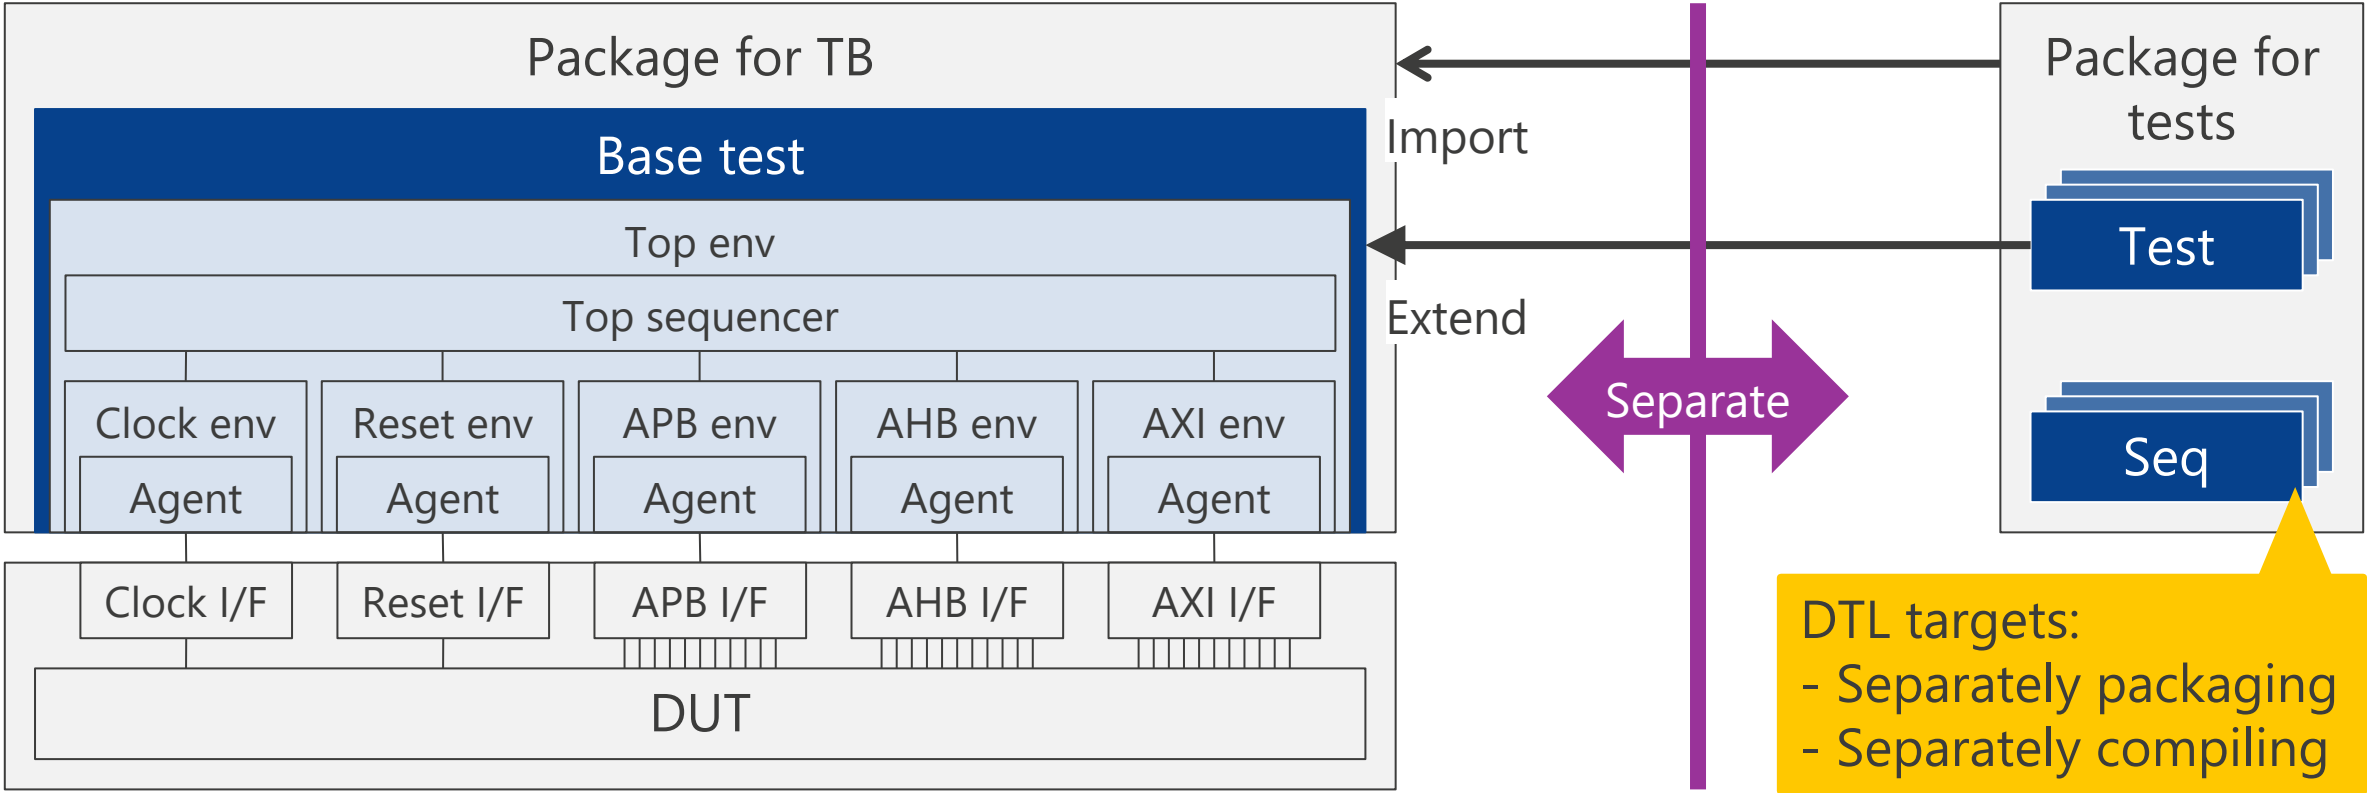 Package for TB
Base test
Top env
Top sequencer
Clock env
Reset env
APB env
AHB env
AXI env
Agent
Agent
Agent
Agent
Agent
Clock I/F
Reset I/F
APB I/F
AHB I/F
AXI I/F
DUT
Import
Extend
Separate
Package for
tests
Test
Seq
DTL targets:
- Separately packaging
- Separately compiling